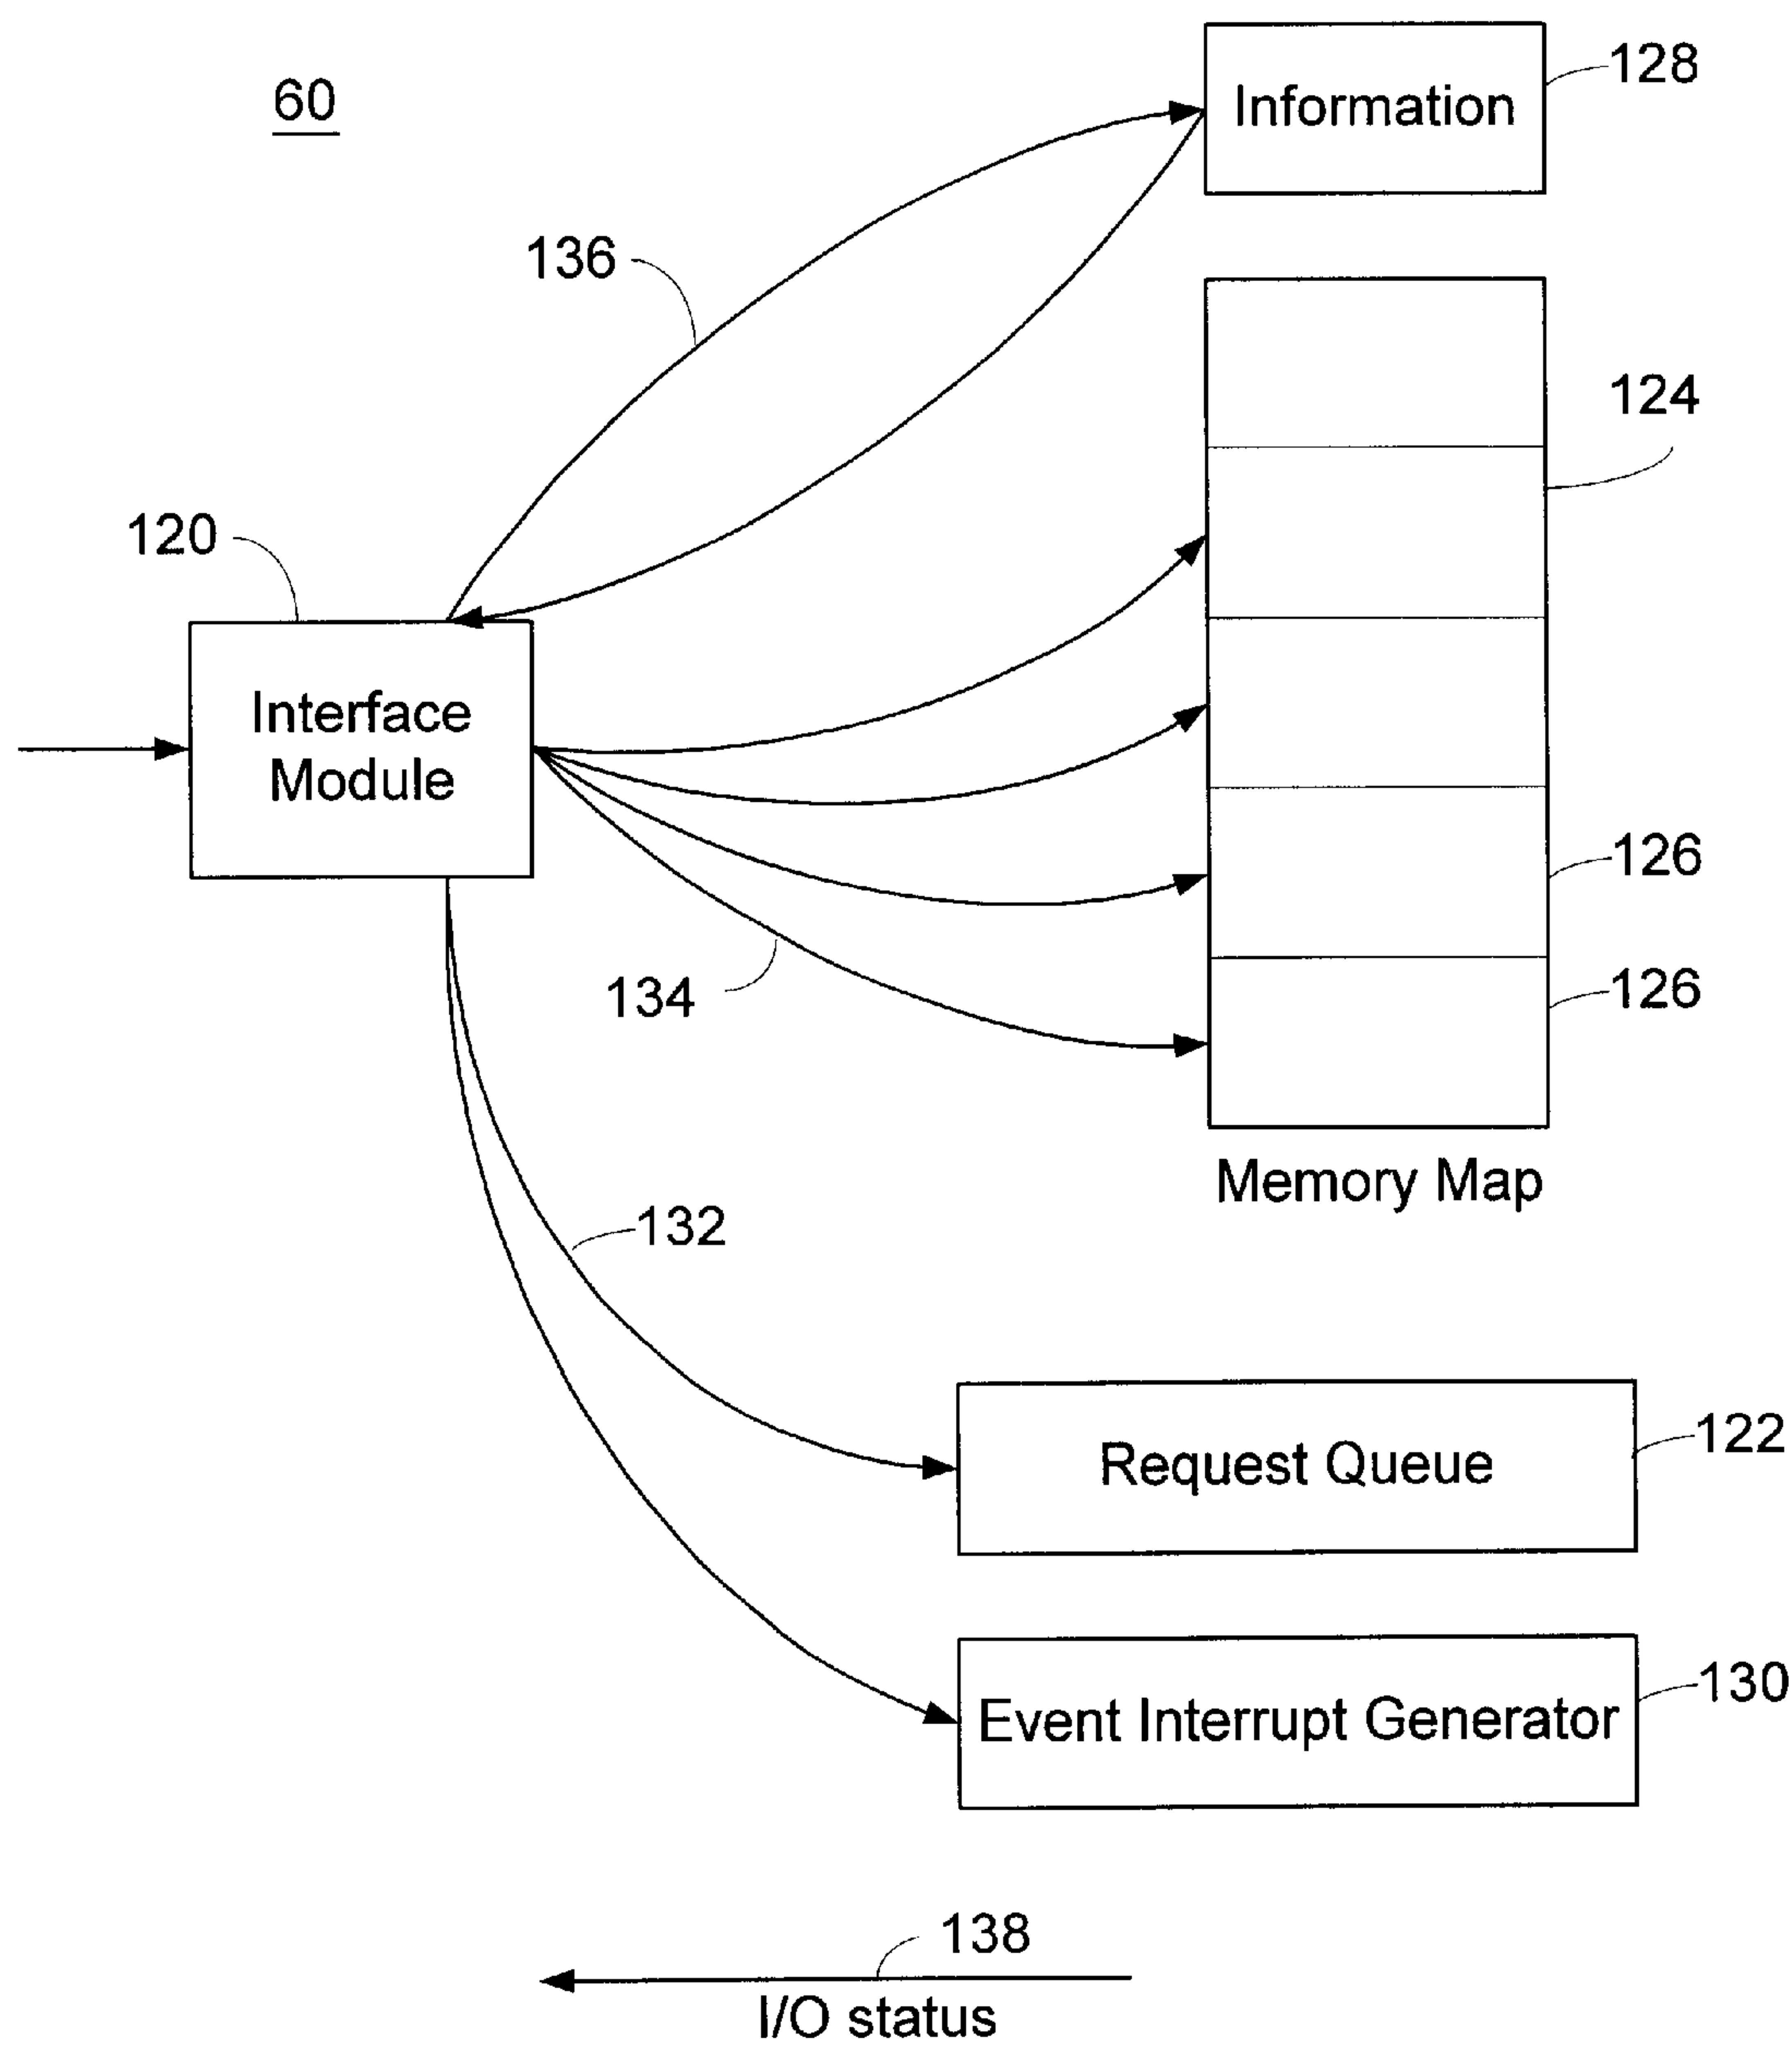 60
Information
128
136
124
120
Interface
Module
126
134
126
Memory Map
132
Request Queue
122
Event Interrupt Generator
130
138
I/O status